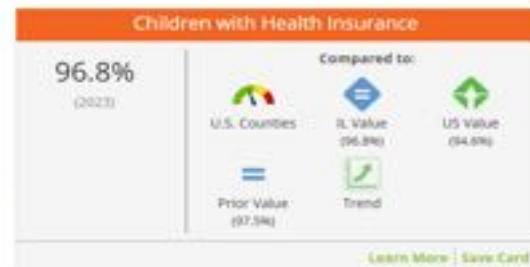 Children with Health Insurance
96.8%
(2023)
Compared to:
U.S. Counties
IL Value
(96.8%)
US Value
(94.6%)
Prior Value
(97.5%)
Trend
Learn More | Save Card